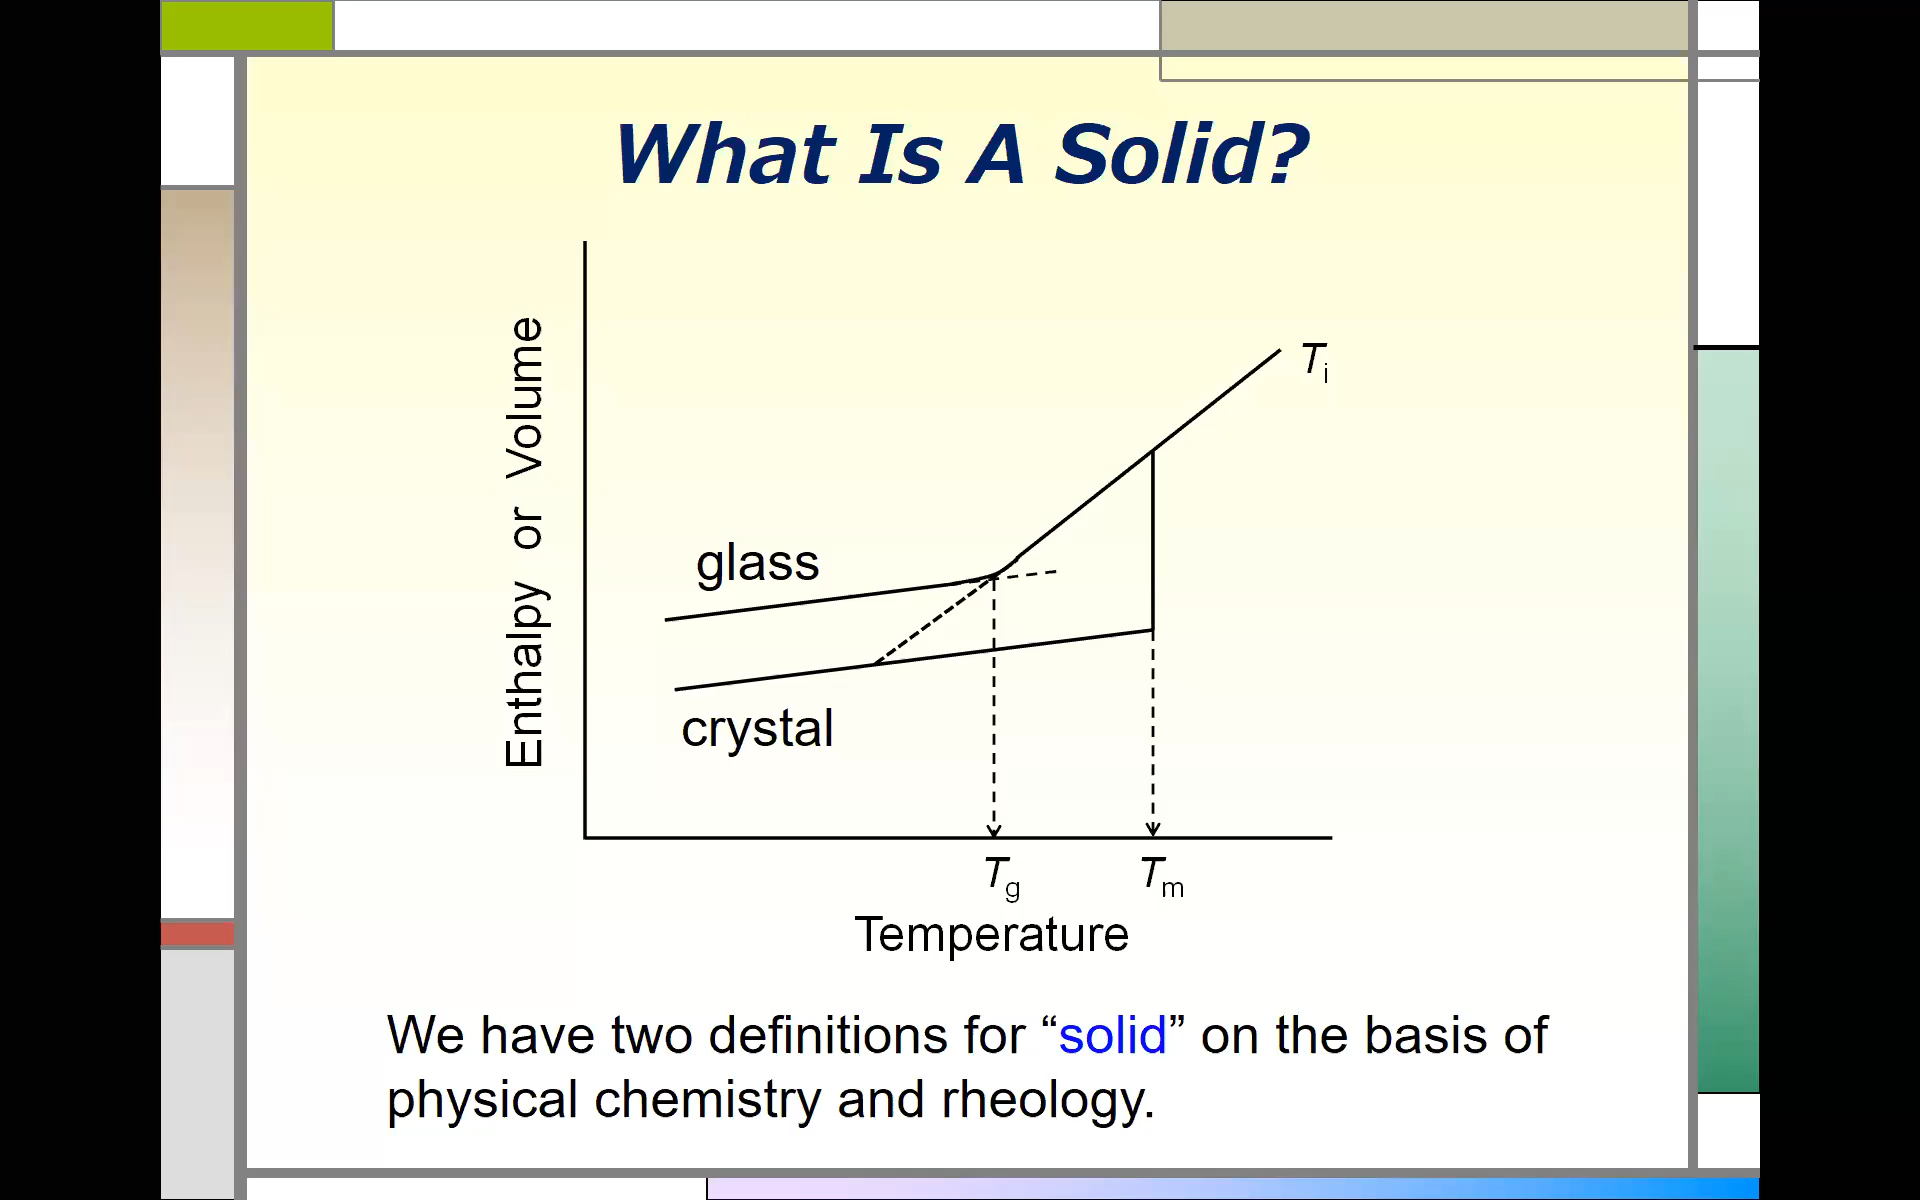 What Is A Solid?
Enthalpy or Volume
Ti
glass
crystal
Tg
Tm
Temperature
We have two definitions for “solid” on the basis of
physical chemistry and rheology.